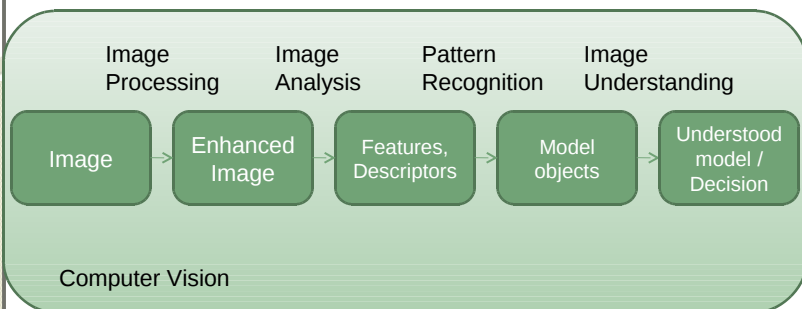 Image
Processing
Image
Analysis
Pattern
Recognition
Image
Understanding
Image
Enhanced
Image
Features,
Descriptors
Model
objects
Understood
model /
Decision
Computer Vision